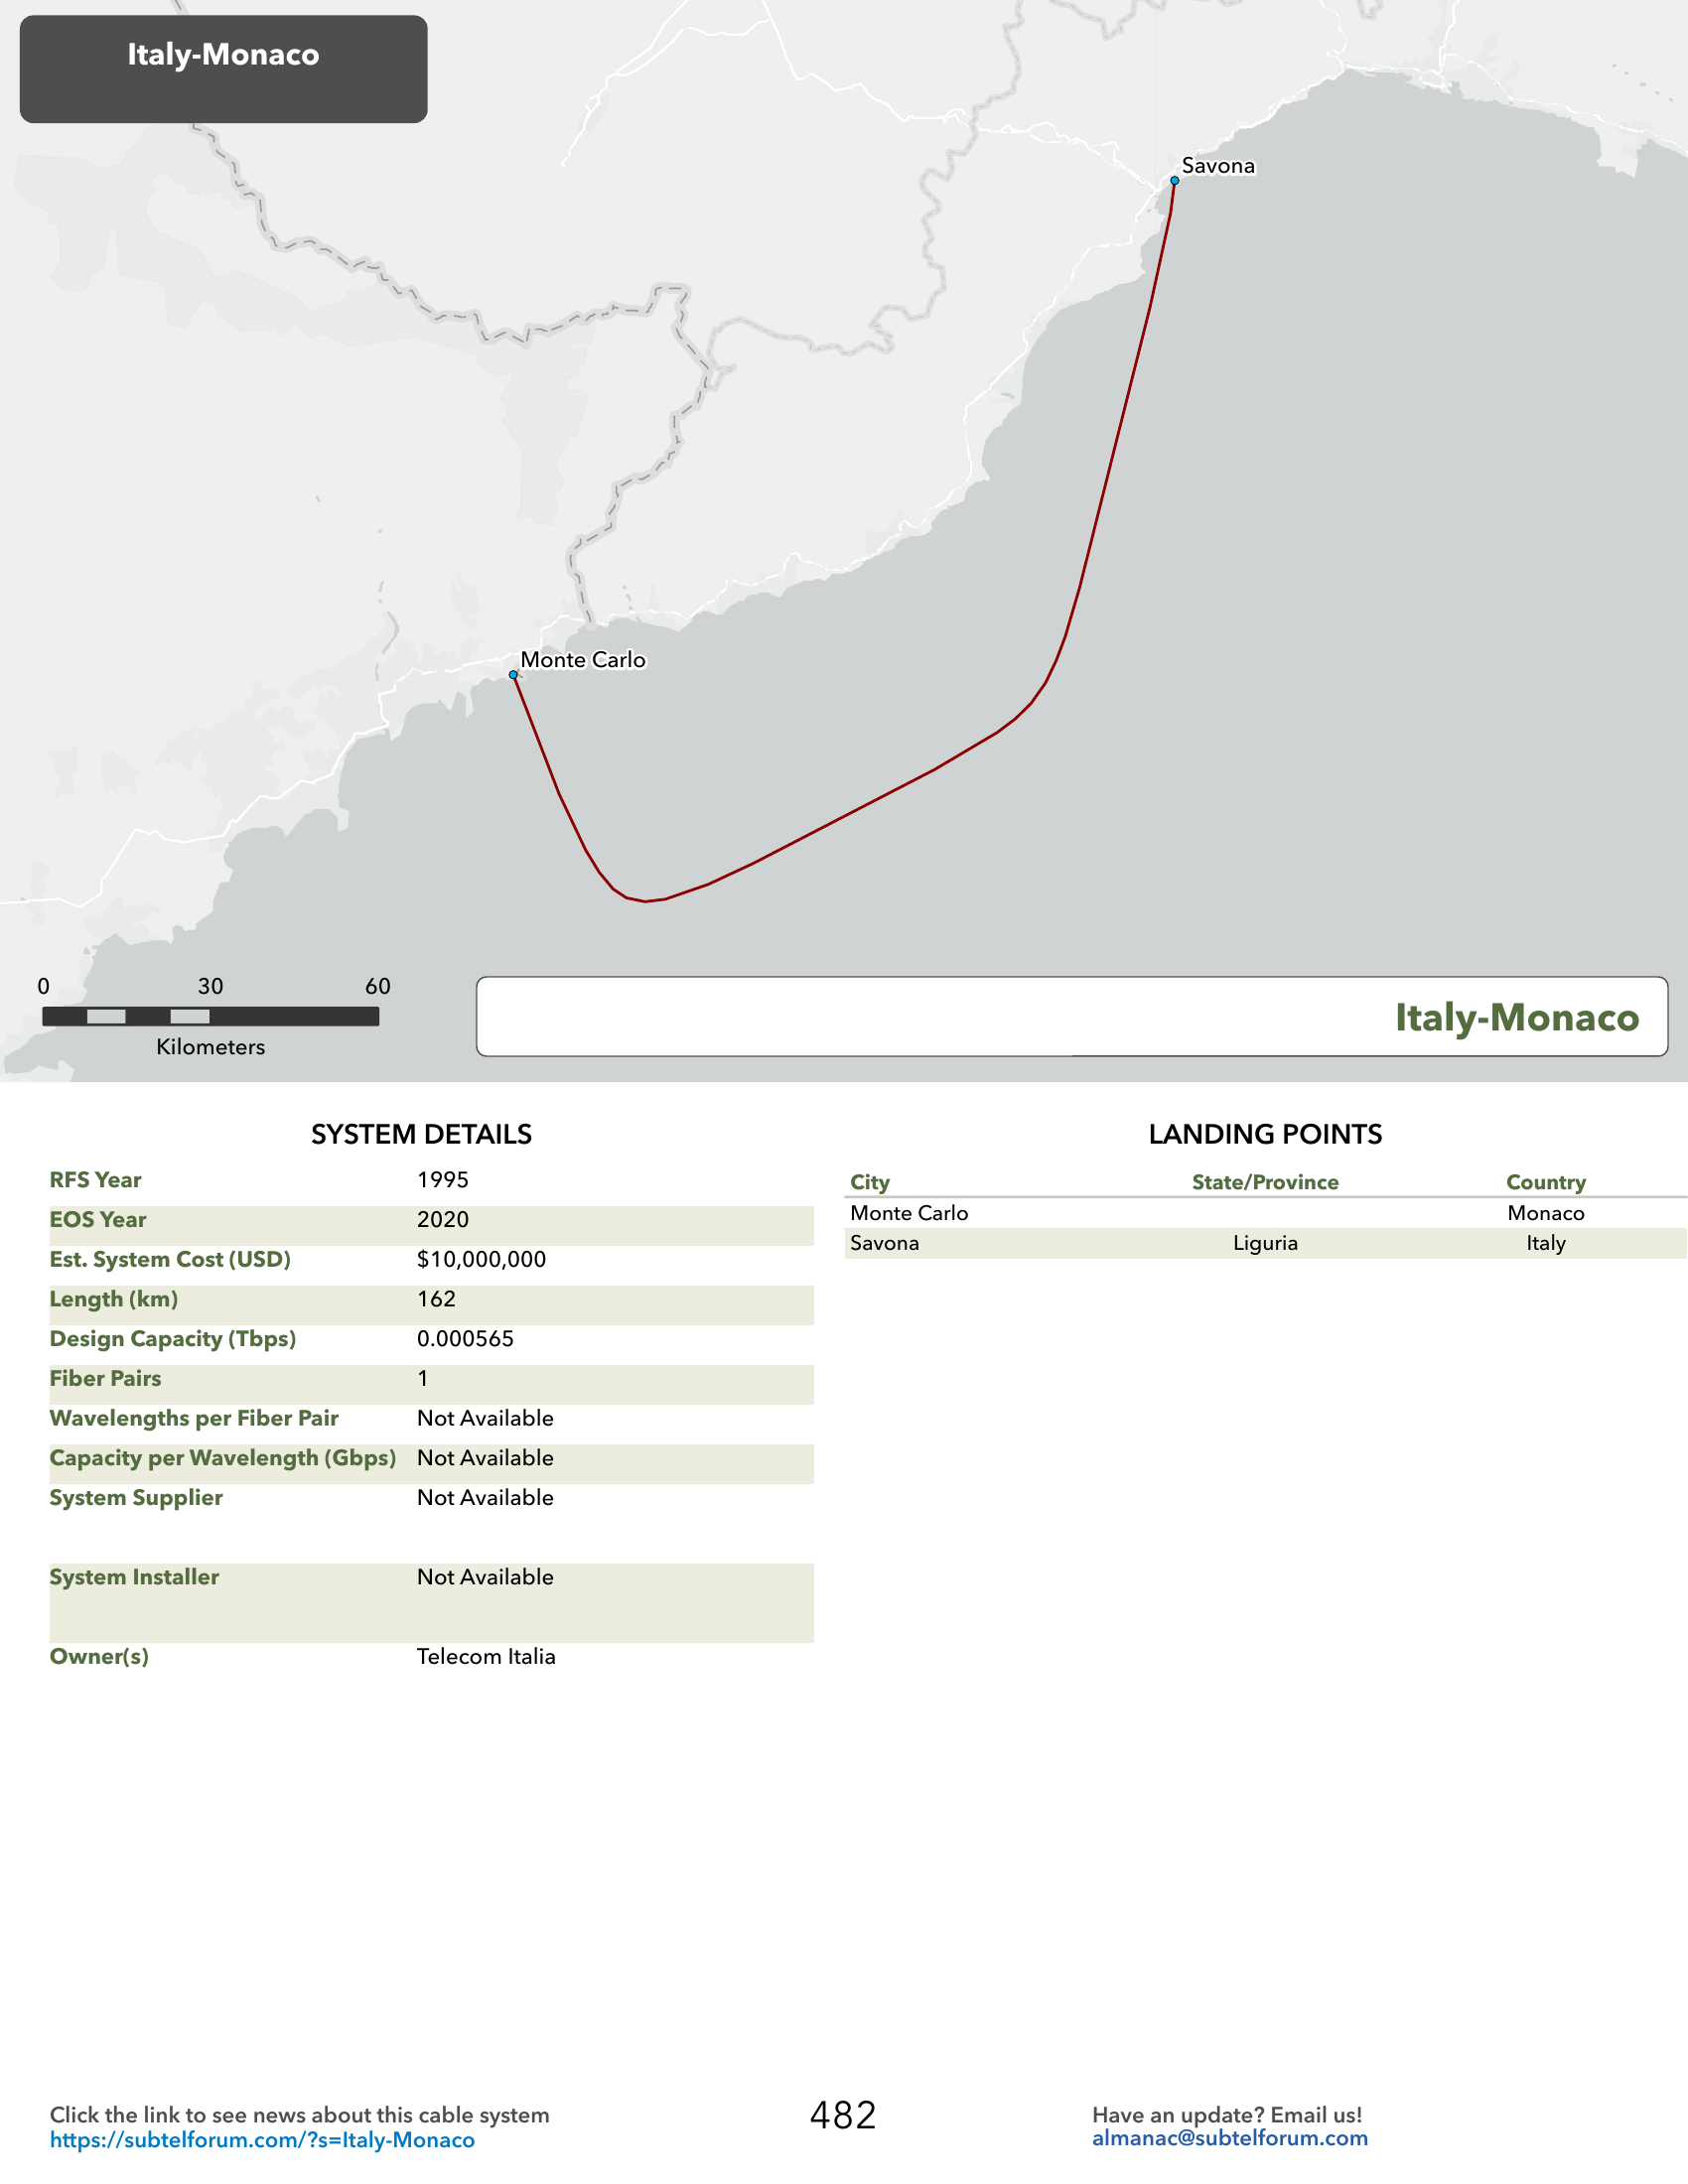 Italy-Monaco
Savona
Monte Carlo
0 30 60
Kilometers
Italy-Monaco
SYSTEM DETAILS
RFS Year 1995
EOS Year 2020
Est. System Cost (USD) $10,000,000
Length (km) 162
Design Capacity (Tbps) 0.000565
Fiber Pairs 1
Wavelengths per Fiber Pair Not Available
Capacity per Wavelength (Gbps) Not Available
System Supplier Not Available
System Installer Not Available
Owner(s) Telecom Italia
LANDING POINTS
City State/Province Country
Monte Carlo Monaco
Savona Liguria Italy
Click the link to see news about this cable system
https://subtelforum.com/?s=Italy-Monaco
482
Have an update? Email us!
almanac@subtelforum.com